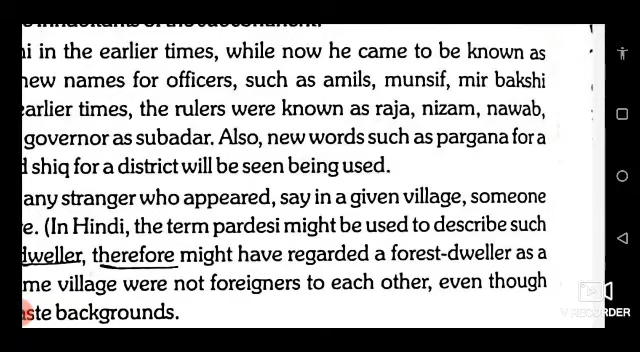 in the earlier times, while now he came to be known as
new names for officers, such as amils, munsif, mir bakshi
earlier times, the rulers were known as raja, nizam, nawab,
governor as subadar. Also, new words such as pargana for a
shiq for a district will be seen being used.
any stranger who appeared, say in a given village, someone
e. (In Hindi, the term pardesi might be used to describe such
dweller, therefore might have regarded a forest-dweller as a
me village were not foreigners to each other, even though
aste backgrounds.
V RECORDER